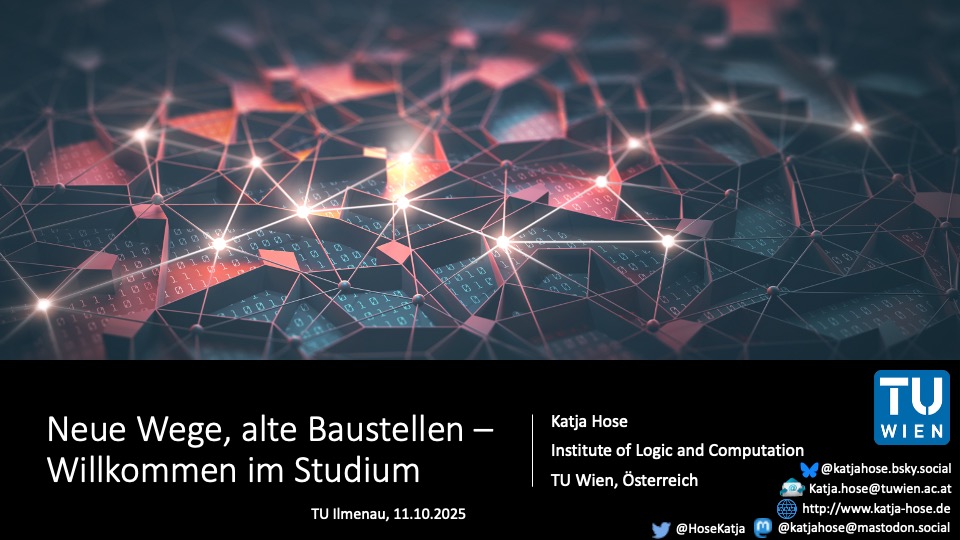 Neue Wege, alte Baustellen –
Willkommen im Studium
TU Ilmenau, 11.10.2025
Katja Hose
Institute of Logic and Computation
TU Wien, Österreich
TU
WIEN
@katjahose.bsky.social
Katja.hose@tuwien.ac.at
http://www.katja-hose.de
@HoseKatja @katjahose@mastodon.social